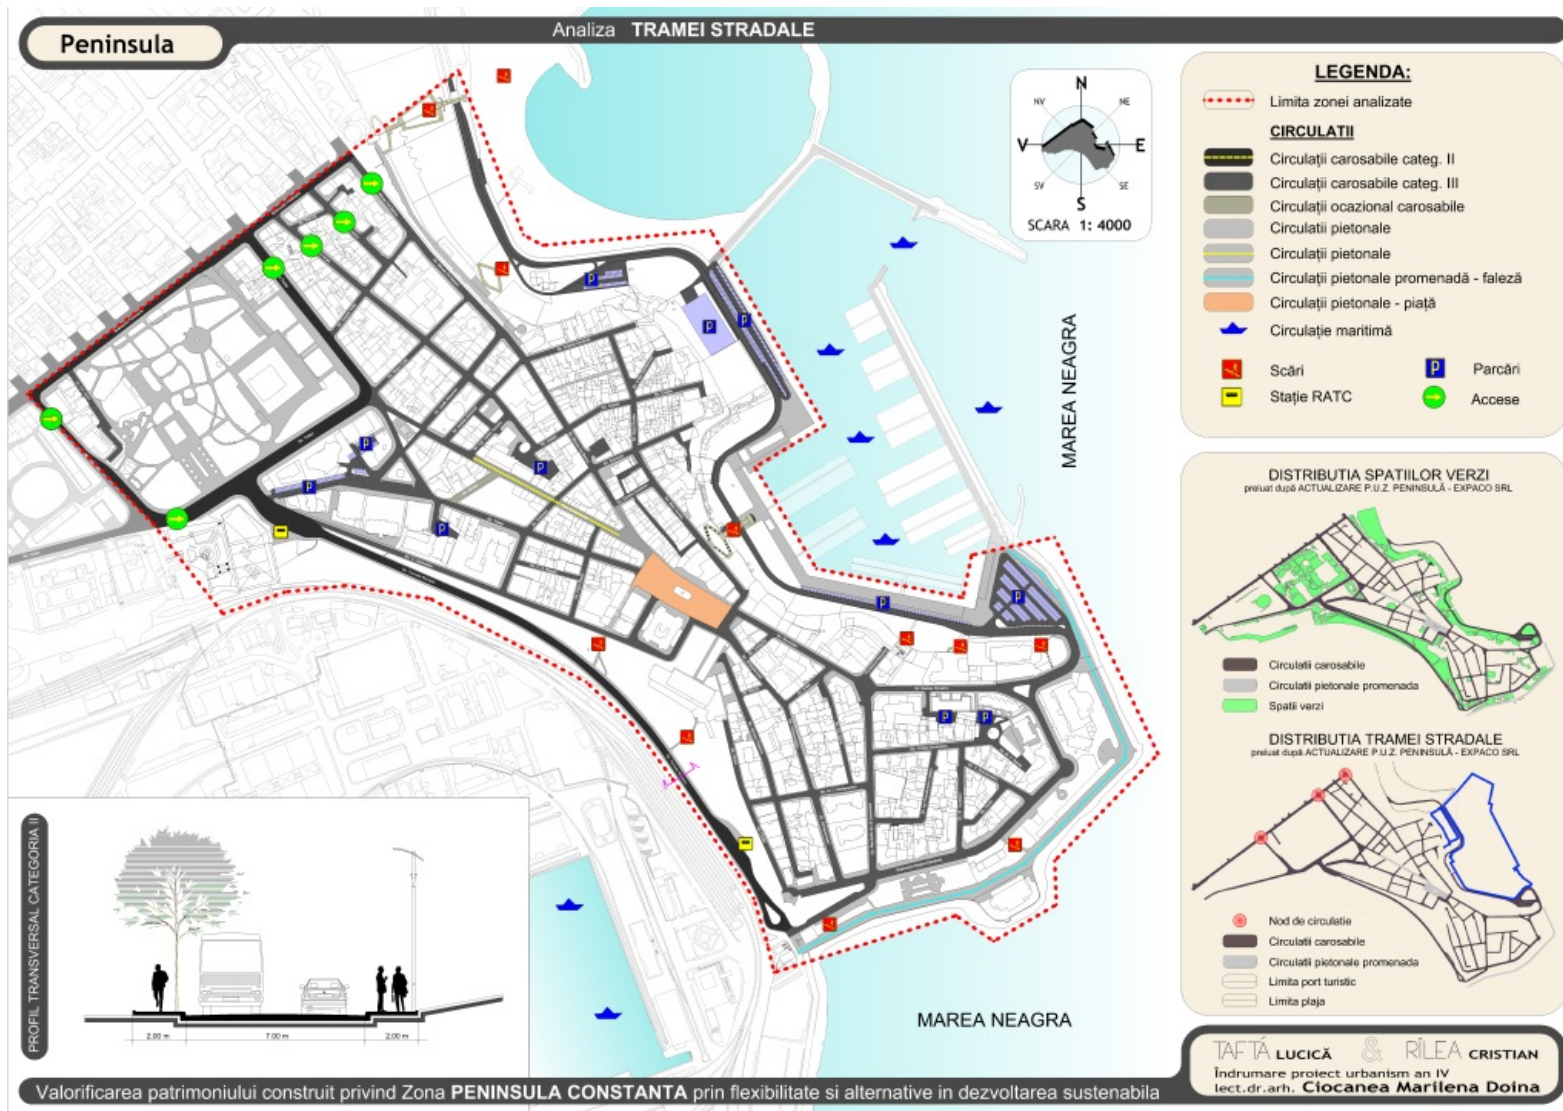 Peninsula
Analiza TRAMEI STRADALE
N
NV
NE
V
E
SV
SE
S
SCARA 1: 4000
LEGENDA:
Limita zonei analizate
CIRCULATII
Circulații carosabile categ. II
Circulații carosabile categ. III
Circulații ocazional carosabile
Circulatii pietonale
Circulații pietonale
Circulații pietonale promenadă - faleză
Circulații pietonale - piață
Circulație maritimă
Scări
Parcări
Stație RATC
Accese
MAREA NEAGRA
DISTRIBUTIA SPATIILOR VERZI
preluat după ACTUALIZARE P.U.Z. PENINSULĂ - EXPACO SRL
Circulatii carosabile
Circulatii pietonale promenada
Spatii verzi
DISTRIBUTIA TRAMEI STRADALE
preluat după ACTUALIZARE P.U.Z. PENINSULĂ - EXPACO SRL
Nod de circulatie
Circulatii carosabile
Circulatii pietonale promenada
Limita port turistic
Limita plaja
MAREA NEAGRA
PROFIL TRANSVERSAL CATEGORIA II
2.00 m
7.00 m
2.00 m
TAFTĂ LUCICĂ & RÎLEA CRISTIAN
Îndrumare proiect urbanism an IV
lect.dr.arh. Ciocanea Marilena Doina
Valorificarea patrimoniului construit privind Zona PENINSULA CONSTANTA prin flexibilitate si alternative in dezvoltarea sustenabila